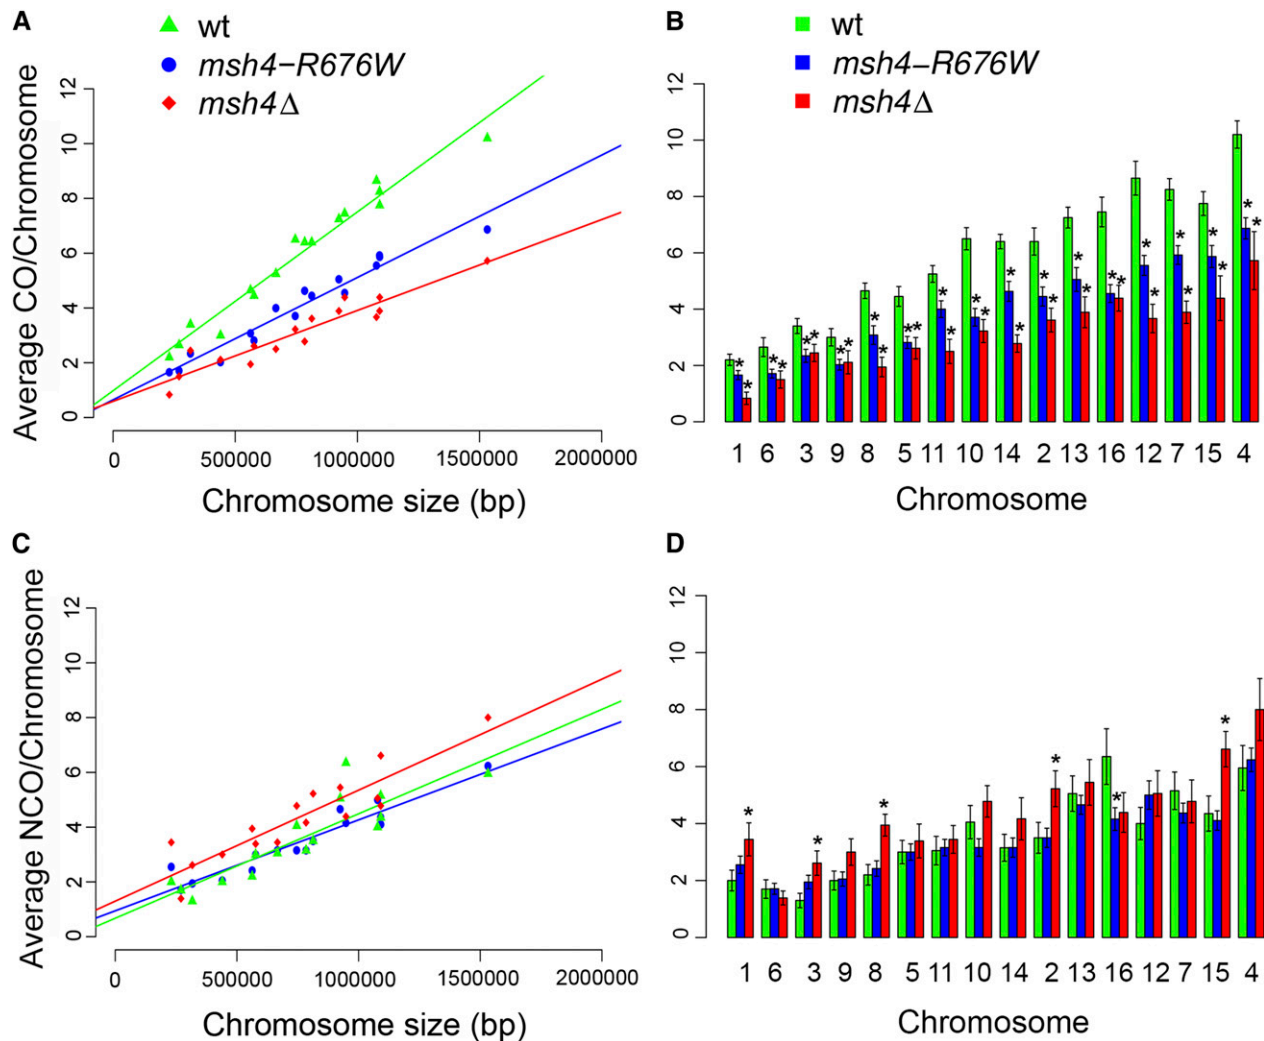 A
wt
msh4−R676W
msh4Δ
Average CO/Chromosome
0 2 4 6 8 10 12
0 500000 1000000 1500000 2000000
Chromosome size (bp)
B
wt
msh4−R676W
msh4Δ
0 2 4 6 8 10 12
* * * * * * * * * * * * * * * * * * * * * * * * * * * * * * * *
1 6 3 9 8 5 11 10 14 2 13 16 12 7 15 4
Chromosome
C
Average NCO/Chromosome
0 2 4 6 8 10 12
0 500000 1000000 1500000 2000000
Chromosome size (bp)
D
0 2 4 6 8 10 12
* * * * * *
1 6 3 9 8 5 11 10 14 2 13 16 12 7 15 4
Chromosome